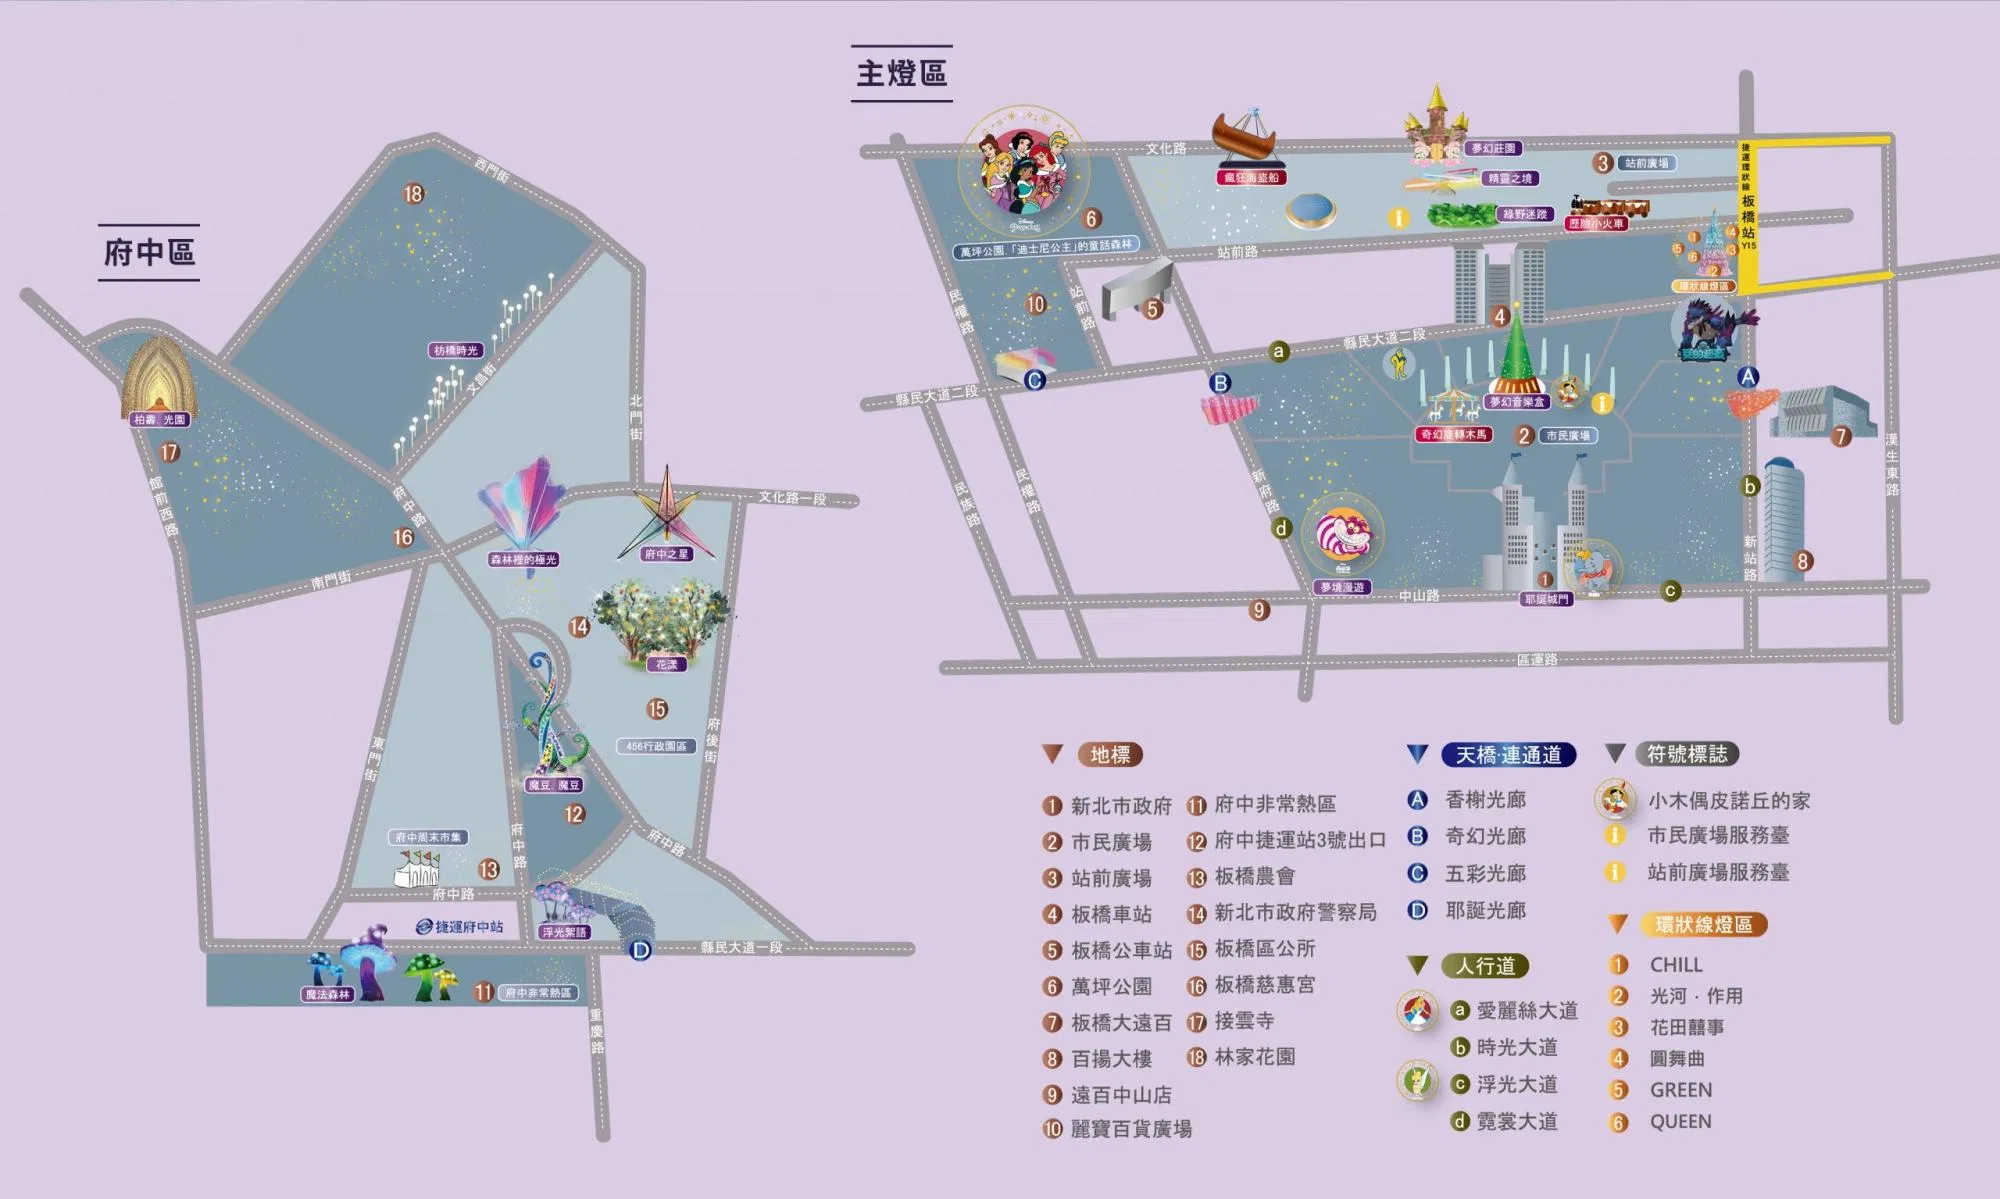 主燈區
府中區
西門街
18
枋橋時光
文昌街
北門街
柏壽.光園
17
館前西路
府中路
16
南門街
文化路一段
森林裡的極光
府中之星
14
花漾
15
456行政園區
府後街
東門街
魔豆.魔豆
12
府中路
府中路
府中周末市集
13
府中路
捷運府中站
浮光絮語
D
縣民大道一段
魔法森林
11
府中非常熱區
重慶路
文化路
瘋狂海盜船
夢幻莊園
3
站前廣場
精靈之境
綠野迷蹤
歷險小火車
i
捷運環狀線
板橋站
Y15
1
2
3
4
5
6
環狀線燈區
Disney
PRINCESS
6
萬坪公園.「迪士尼公主」的童話森林
站前路
民權路
10
站前路
5
4
C
B
a
縣民大道二段
縣民大道二段
A
夢幻音樂盒
i
奇幻旋轉木馬
2
市民廣場
7
漢生東路
民族路
民權路
新府路
d
夢境漫遊
b
新站路
8
1
耶誕城門
中山路
c
9
區運路
地標
1 新北市政府
2 市民廣場
3 站前廣場
4 板橋車站
5 板橋公車站
6 萬坪公園
7 板橋大遠百
8 百揚大樓
9 遠百中山店
10 麗寶百貨廣場
11 府中非常熱區
12 府中捷運站3號出口
13 板橋農會
14 新北市政府警察局
15 板橋區公所
16 板橋慈惠宮
17 接雲寺
18 林家花園
天橋·連通道
A 香榭光廊
B 奇幻光廊
C 五彩光廊
D 耶誕光廊
人行道
a 愛麗絲大道
b 時光大道
c 浮光大道
d 霓裳大道
符號標誌
小木偶皮諾丘的家
i 市民廣場服務臺
i 站前廣場服務臺
環狀線燈區
1 CHILL
2 光河·作用
3 花田囍事
4 圓舞曲
5 GREEN
6 QUEEN